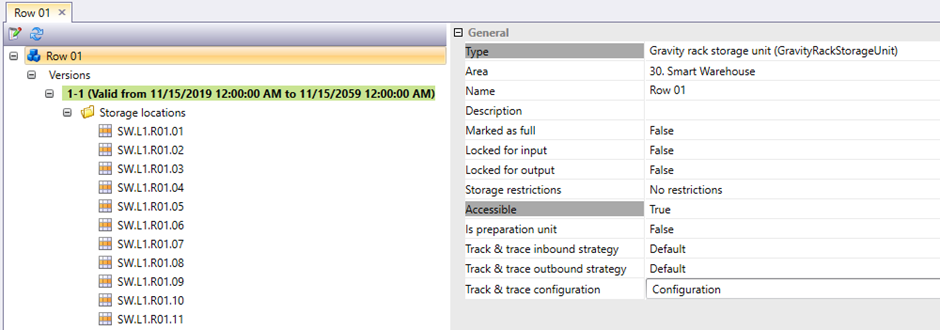 Row 01 ×
Row 01
Versions
1-1 (Valid from 11/15/2019 12:00:00 AM to 11/15/2059 12:00:00 AM)
Storage locations
SW.L1.R01.01
SW.L1.R01.02
SW.L1.R01.03
SW.L1.R01.04
SW.L1.R01.05
SW.L1.R01.06
SW.L1.R01.07
SW.L1.R01.08
SW.L1.R01.09
SW.L1.R01.10
SW.L1.R01.11
General
Type Gravity rack storage unit (GravityRackStorageUnit)
Area 30. Smart Warehouse
Name Row 01
Description
Marked as full False
Locked for input False
Locked for output False
Storage restrictions No restrictions
Accessible True
Is preparation unit False
Track & trace inbound strategy Default
Track & trace outbound strategy Default
Track & trace configuration Configuration